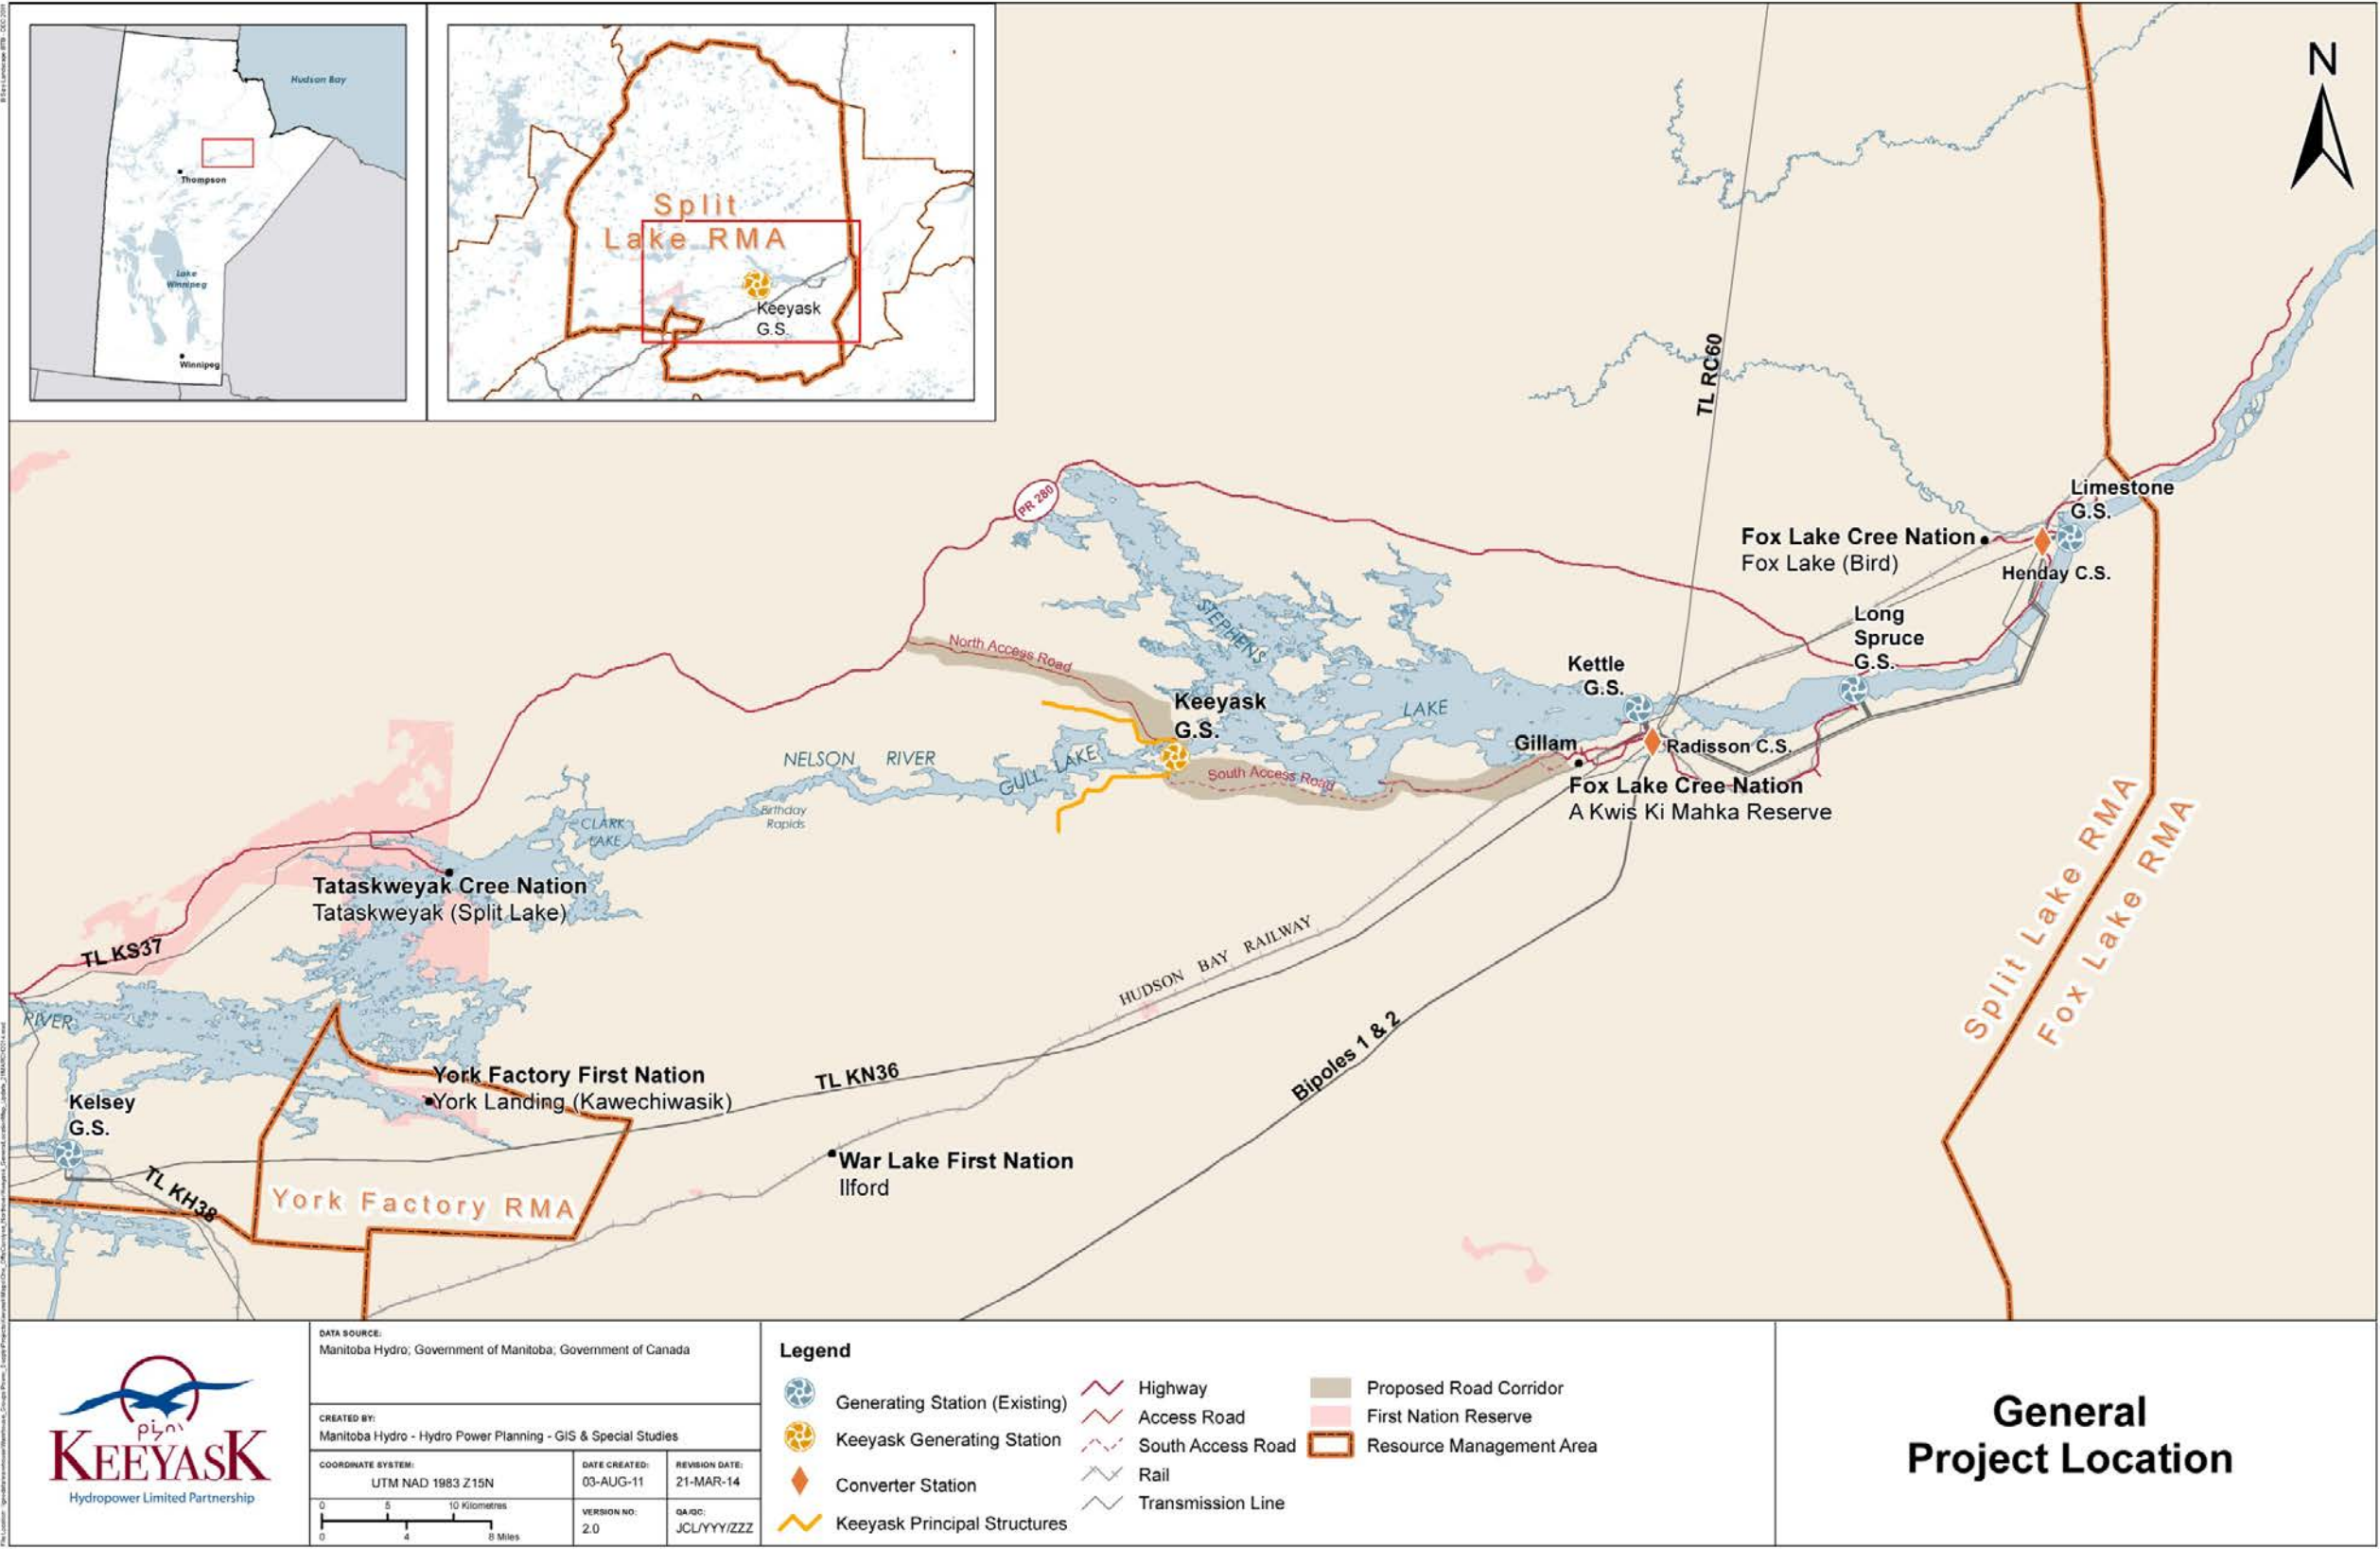 Hudson Bay
Thompson
Lake
Winnipeg
Winnipeg
Split
Lake RMA
Keeyask
G.S.
N
TL RC60
PR 280
Limestone
G.S.
Fox Lake Cree Nation
Fox Lake (Bird)
Henday C.S.
Long
Spruce
G.S.
North Access Road
STEPHENS
LAKE
Kettle
G.S.
Keeyask
G.S.
Gillam
Radisson C.S.
NELSON RIVER
GULL LAKE
South Access Road
Fox Lake Cree Nation
A Kwis Ki Mahka Reserve
Birthday
Rapids
CLARK
LAKE
Tataskweyak Cree Nation
Tataskweyak (Split Lake)
TL KS37
HUDSON BAY RAILWAY
Split Lake RMA
Fox Lake RMA
RIVER
Bipoles 1 & 2
York Factory First Nation
York Landing (Kawechiwasik)
TL KN36
Kelsey
G.S.
War Lake First Nation
Ilford
TL KH38
York Factory RMA
KEEYASK
Hydropower Limited Partnership
DATA SOURCE:
Manitoba Hydro; Government of Manitoba; Government of Canada
CREATED BY:
Manitoba Hydro - Hydro Power Planning - GIS & Special Studies
COORDINATE SYSTEM:
UTM NAD 1983 Z15N
DATE CREATED:
03-AUG-11
REVISION DATE:
21-MAR-14
0 5 10 Kilometres
0 4 8 Miles
VERSION NO:
2.0
QA/QC:
JCL/YYY/ZZZ
Legend
Generating Station (Existing)
Keeyask Generating Station
Converter Station
Keeyask Principal Structures
Highway
Access Road
South Access Road
Rail
Transmission Line
Proposed Road Corridor
First Nation Reserve
Resource Management Area
General
Project Location